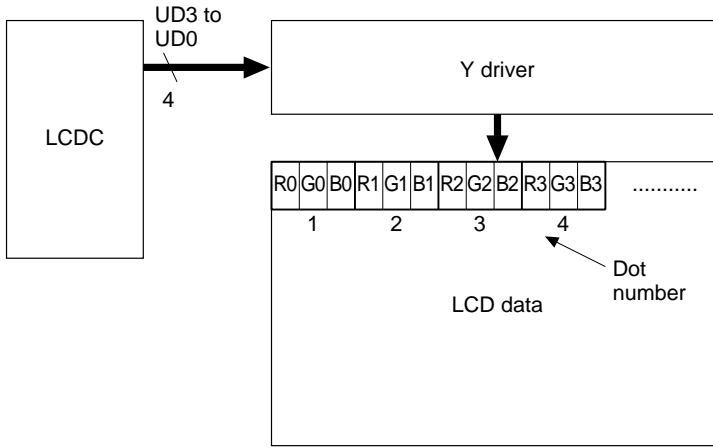 UD3 to
UD0
4
LCDC
Y driver
R0 G0 B0 R1 G1 B1 R2 G2 B2 R3 G3 B3 ...........
1 2 3 4
Dot
number
LCD data